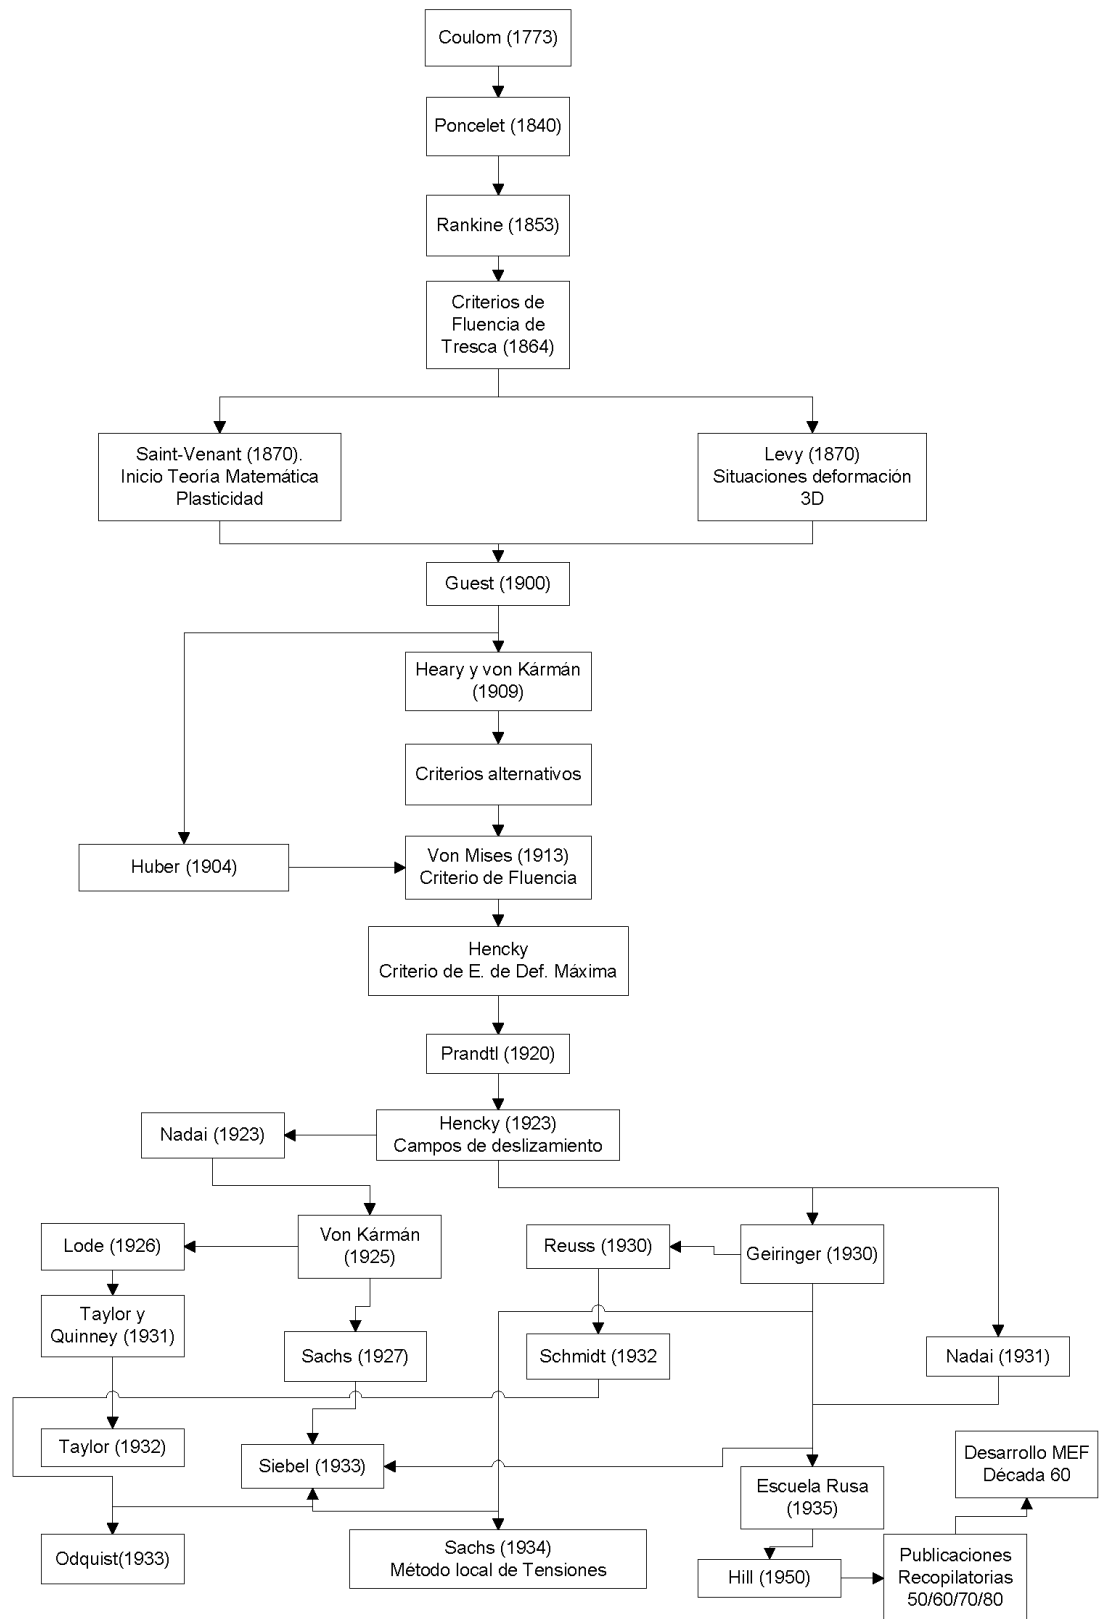 Coulom (1773)
Poncelet (1840)
Rankine (1853)
Criterios de
Fluencia de
Tresca (1864)
Saint-Venant (1870).
Inicio Teoría Matemática
Plasticidad
Levy (1870)
Situaciones deformación
3D
Guest (1900)
Heary y von Kármán
(1909)
Criterios alternativos
Huber (1904)
Von Mises (1913)
Criterio de Fluencia
Hencky
Criterio de E. de Def. Máxima
Prandtl (1920)
Nadai (1923)
Hencky (1923)
Campos de deslizamiento
Lode (1926)
Von Kármán
(1925)
Reuss (1930)
Geiringer (1930)
Taylor y
Quinney (1931)
Sachs (1927)
Schmidt (1932
Nadai (1931)
Taylor (1932)
Siebel (1933)
Escuela Rusa
(1935)
Desarrollo MEF
Década 60
Odquist(1933)
Sachs (1934)
Método local de Tensiones
Hill (1950)
Publicaciones
Recopilatorias
50/60/70/80